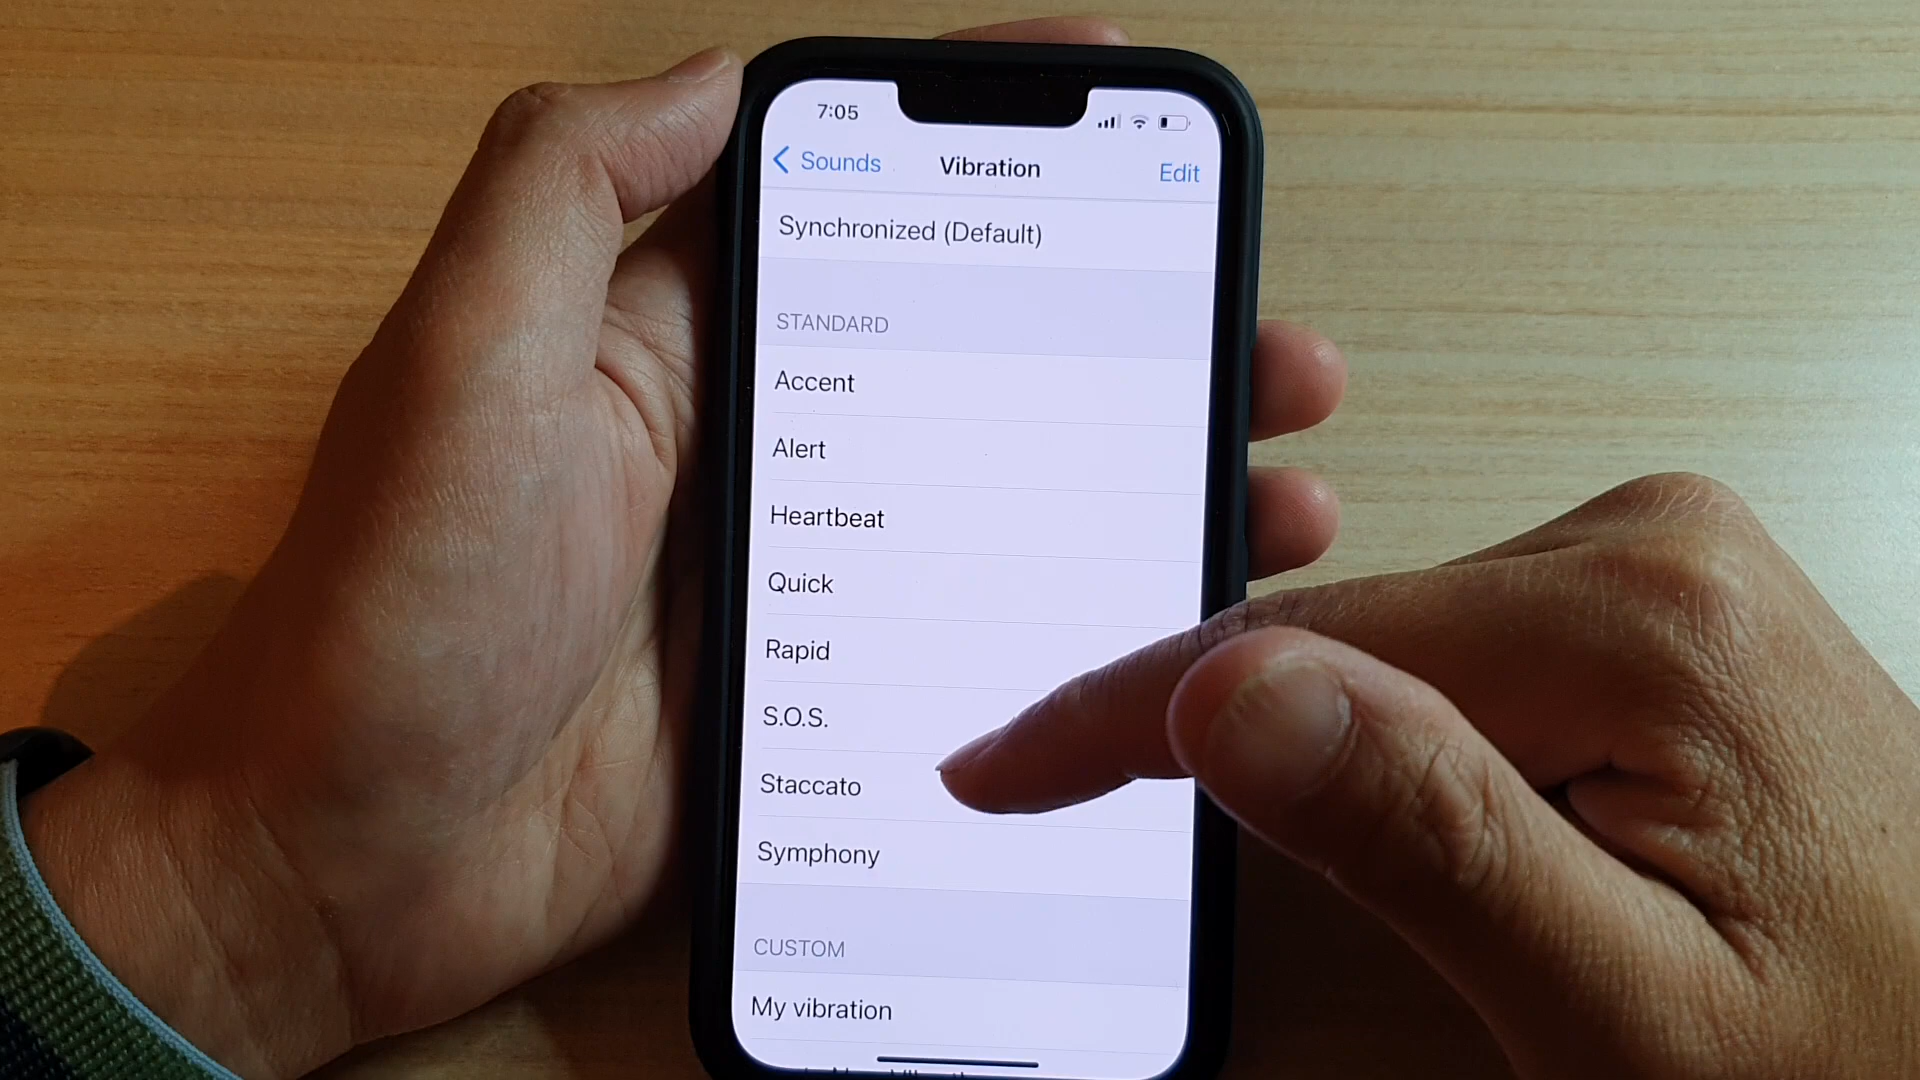 7:05
Sounds Vibration Edit
Synchronized (Default)
STANDARD
Accent
Alert
Heartbeat
Quick
Rapid
S.O.S.
Staccato
Symphony
CUSTOM
My vibration